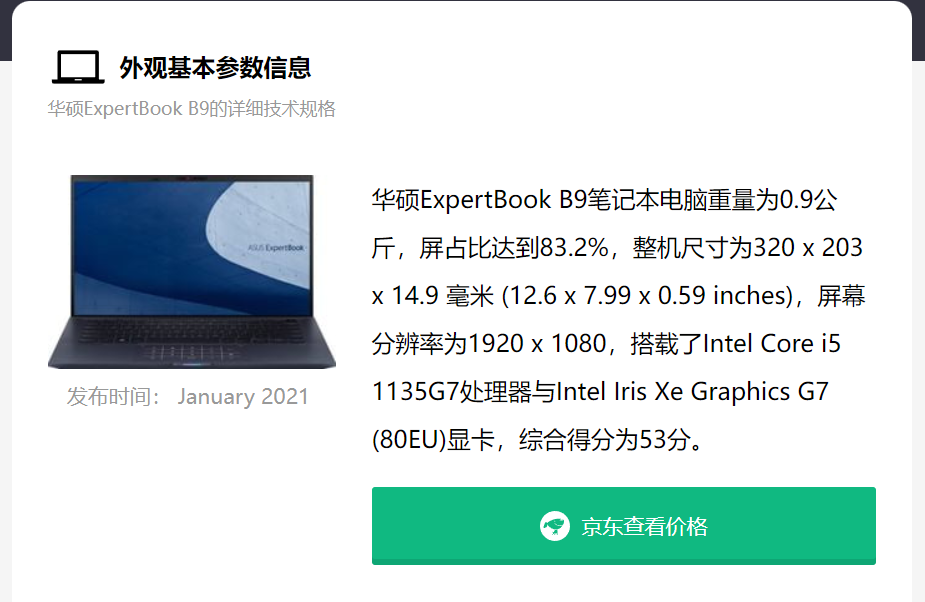 外观基本参数信息
华硕ExpertBook B9的详细技术规格
ASUS ExpertBook
发布时间： January 2021
华硕ExpertBook B9笔记本电脑重量为0.9公
斤，屏占比达到83.2%，整机尺寸为320 x 203
x 14.9 毫米 (12.6 x 7.99 x 0.59 inches)，屏幕
分辨率为1920 x 1080，搭载了Intel Core i5
1135G7处理器与Intel Iris Xe Graphics G7
(80EU)显卡，综合得分为53分。
京东查看价格